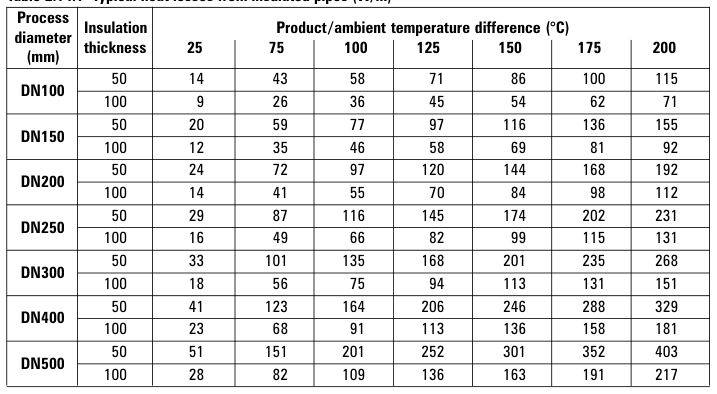 Process diameter (mm) Insulation thickness Product/ambient temperature difference (°C)
25 75 100 125 150 175 200
DN100 50 14 43 58 71 86 100 115
100 9 26 36 45 54 62 71
DN150 50 20 59 77 97 116 136 155
100 12 35 46 58 69 81 92
DN200 50 24 72 97 120 144 168 192
100 14 41 55 70 84 98 112
DN250 50 29 87 116 145 174 202 231
100 16 49 66 82 99 115 131
DN300 50 33 101 135 168 201 235 268
100 18 56 75 94 113 131 151
DN400 50 41 123 164 206 246 288 329
100 23 68 91 113 136 158 181
DN500 50 51 151 201 252 301 352 403
100 28 82 109 136 163 191 217